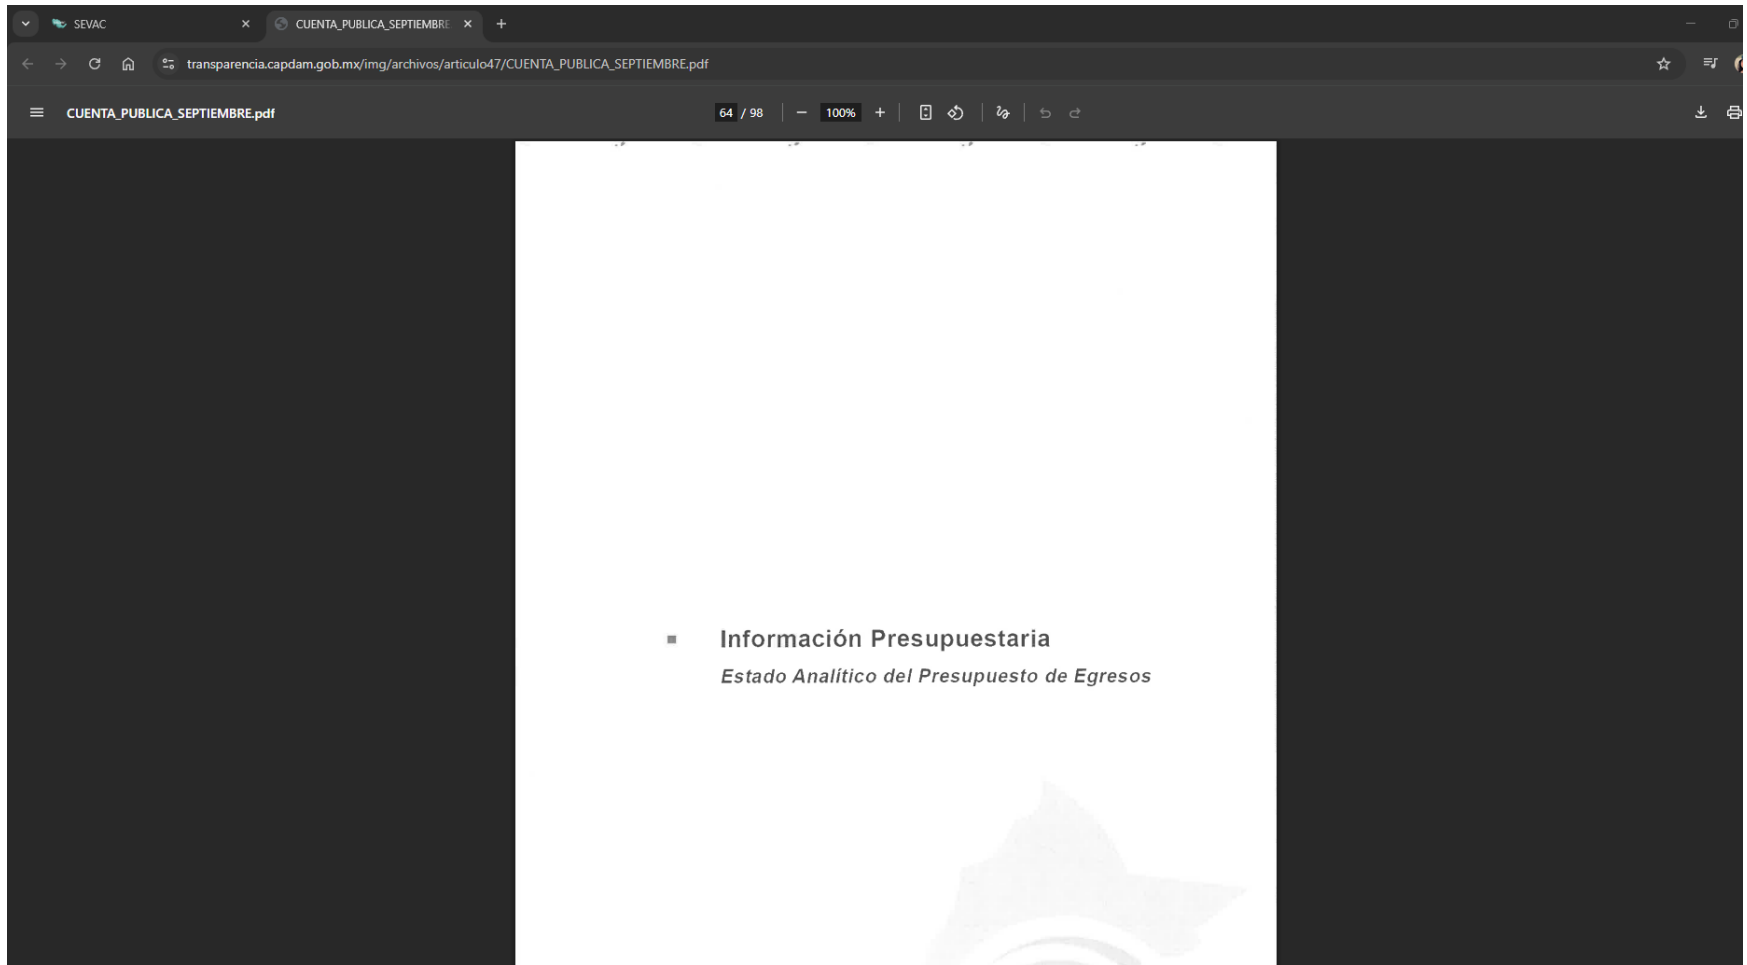 SEVAC
CUENTA_PUBLICA_SEPTIEMBRE
transparencia.capdam.gob.mx/img/archivos/articulo47/CUENTA_PUBLICA_SEPTIEMBRE.pdf
CUENTA_PUBLICA_SEPTIEMBRE.pdf
64 / 98
100%
Información Presupuestaria
Estado Analítico del Presupuesto de Egresos